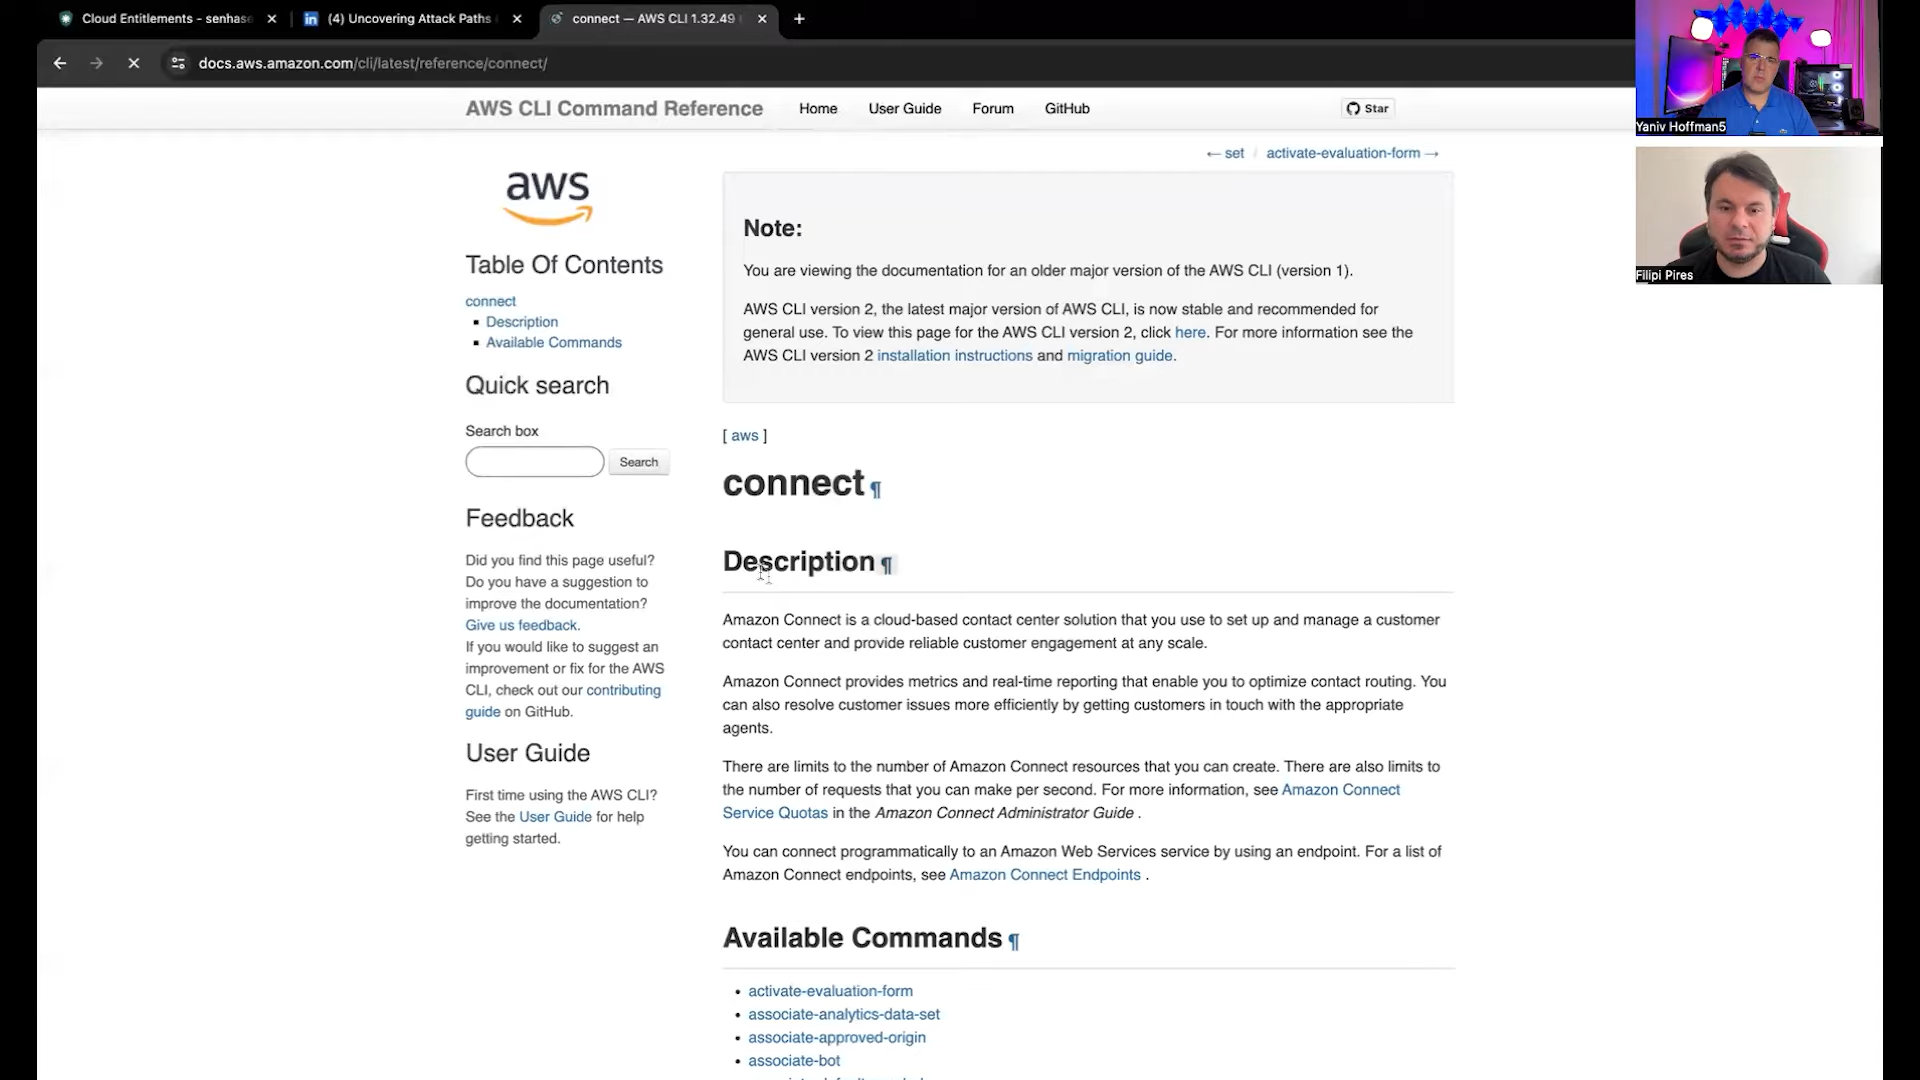 Cloud Entitlements - senhase
(4) Uncovering Attack Paths
connect — AWS CLI 1.32.49
docs.aws.amazon.com/cli/latest/reference/connect/
AWS CLI Command Reference
Home
User Guide
Forum
GitHub
Star
← set / activate-evaluation-form →
aws
Table Of Contents
connect
Description
Available Commands
Quick search
Search box
Search
Feedback
Did you find this page useful?
Do you have a suggestion to
improve the documentation?
Give us feedback.
If you would like to suggest an
improvement or fix for the AWS
CLI, check out our contributing
guide on GitHub.
User Guide
First time using the AWS CLI?
See the User Guide for help
getting started.
Note:
You are viewing the documentation for an older major version of the AWS CLI (version 1).
AWS CLI version 2, the latest major version of AWS CLI, is now stable and recommended for
general use. To view this page for the AWS CLI version 2, click here. For more information see the
AWS CLI version 2 installation instructions and migration guide.
[ aws ]
connect ¶
Description ¶
Amazon Connect is a cloud-based contact center solution that you use to set up and manage a customer
contact center and provide reliable customer engagement at any scale.
Amazon Connect provides metrics and real-time reporting that enable you to optimize contact routing. You
can also resolve customer issues more efficiently by getting customers in touch with the appropriate
agents.
There are limits to the number of Amazon Connect resources that you can create. There are also limits to
the number of requests that you can make per second. For more information, see Amazon Connect
Service Quotas in the Amazon Connect Administrator Guide .
You can connect programmatically to an Amazon Web Services service by using an endpoint. For a list of
Amazon Connect endpoints, see Amazon Connect Endpoints .
Available Commands ¶
activate-evaluation-form
associate-analytics-data-set
associate-approved-origin
associate-bot
Yaniv Hoffman5
Filipi Pires